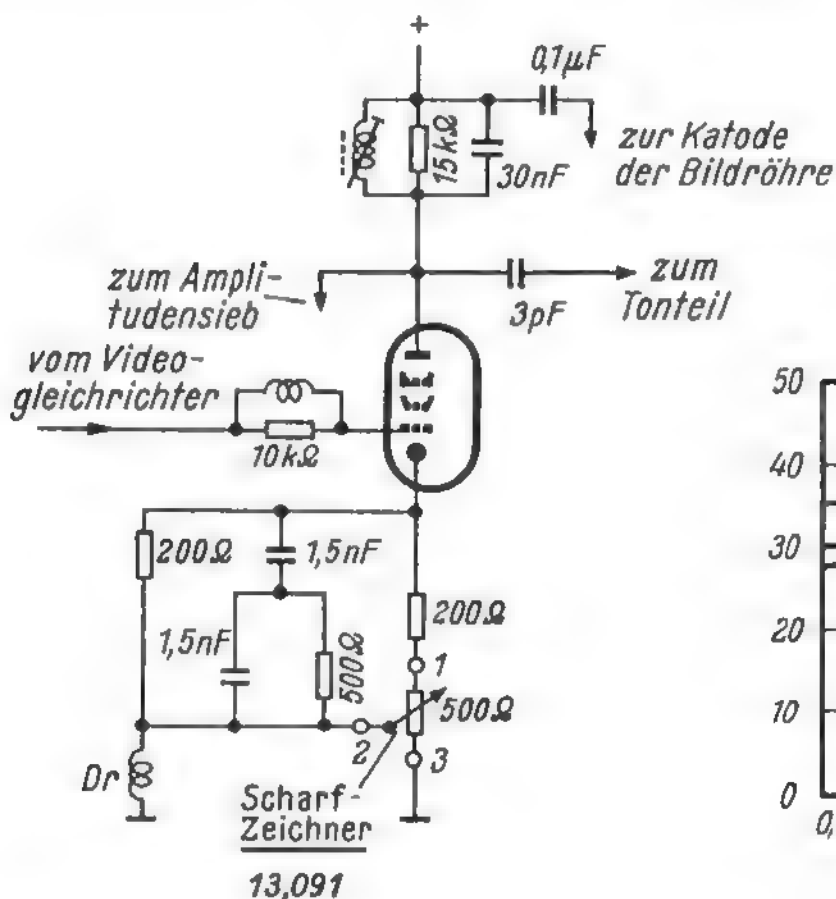 +
0,1µF
15kΩ
30nF
zur Katode
der Bildröhre
zum Ampli-
tudensieb
3pF
zum
Tonteil
vom Video-
gleichrichter
10kΩ
200Ω
1,5nF
1,5nF
500Ω
200Ω
1
500Ω
2
3
Dr
Scharf-
Zeichner
13,091
50
40
30
20
10
0
0,